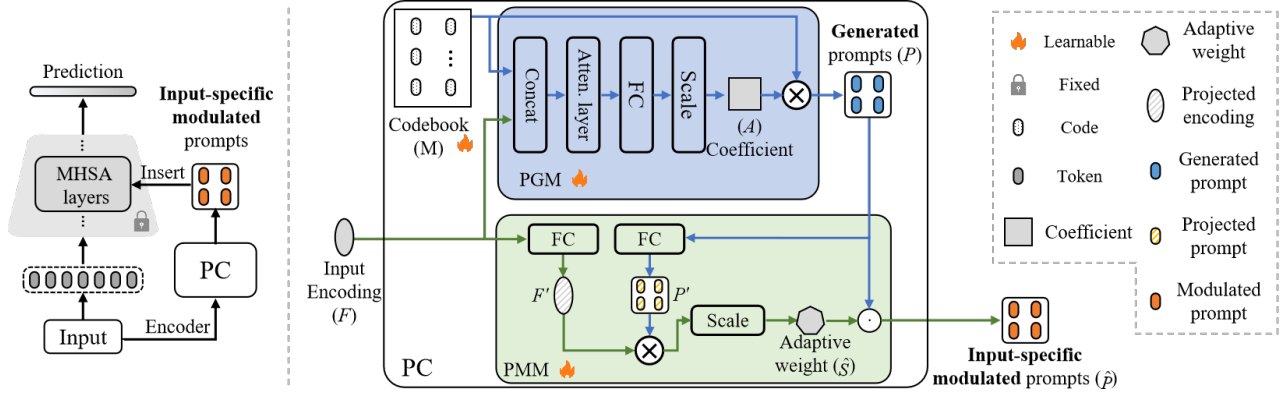 Prediction
Input-specific
modulated
prompts
MHSA
layers
Insert
PC
Encoder
Input
Codebook
(M)
Concat
Atten. layer
FC
Scale
(A)
Coefficient
PGM
Generated
prompts (P)
Input
Encoding
(F)
FC
FC
F'
P'
Scale
Adaptive
weight (Ŝ)
PMM
PC
Input-specific
modulated prompts (P̂)
Learnable
Fixed
Code
Token
Coefficient
Adaptive
weight
Projected
encoding
Generated
prompt
Projected
prompt
Modulated
prompt